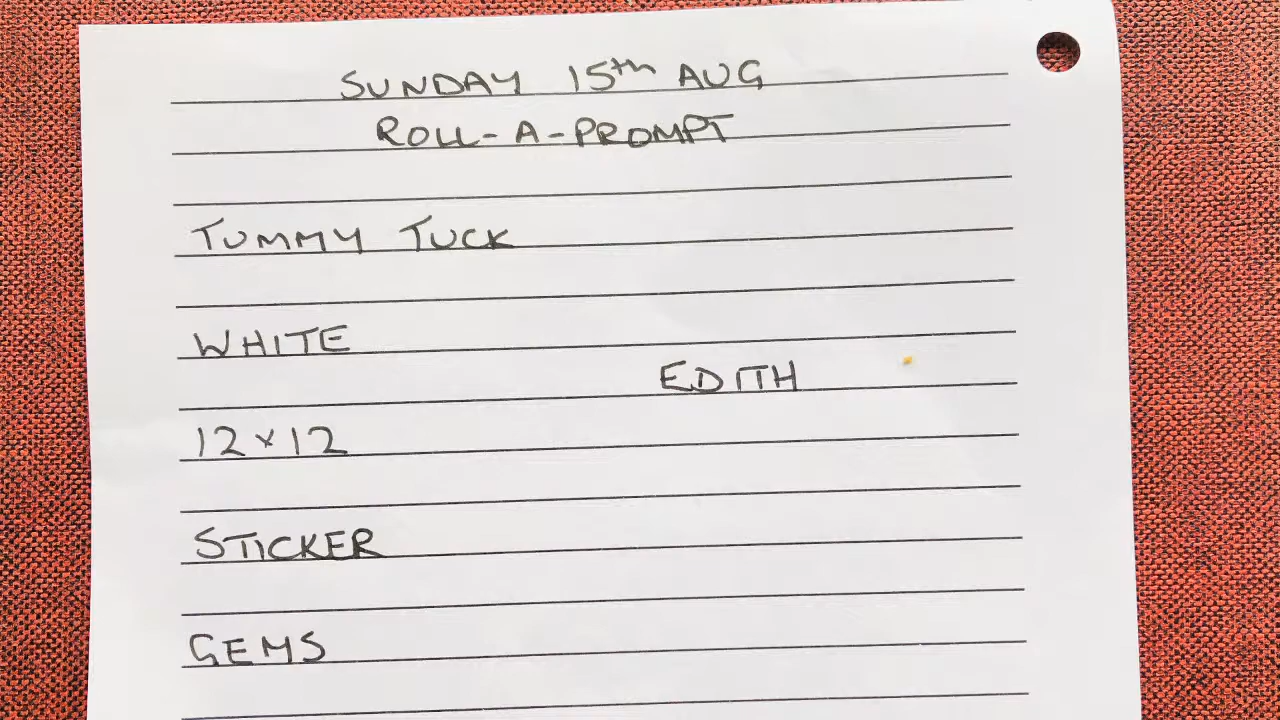 SUNDAY 15th AUG
ROLL-A-PROMPT
TUMMY TUCK
WHITE
EDITH
12x12
STICKER
GEMS